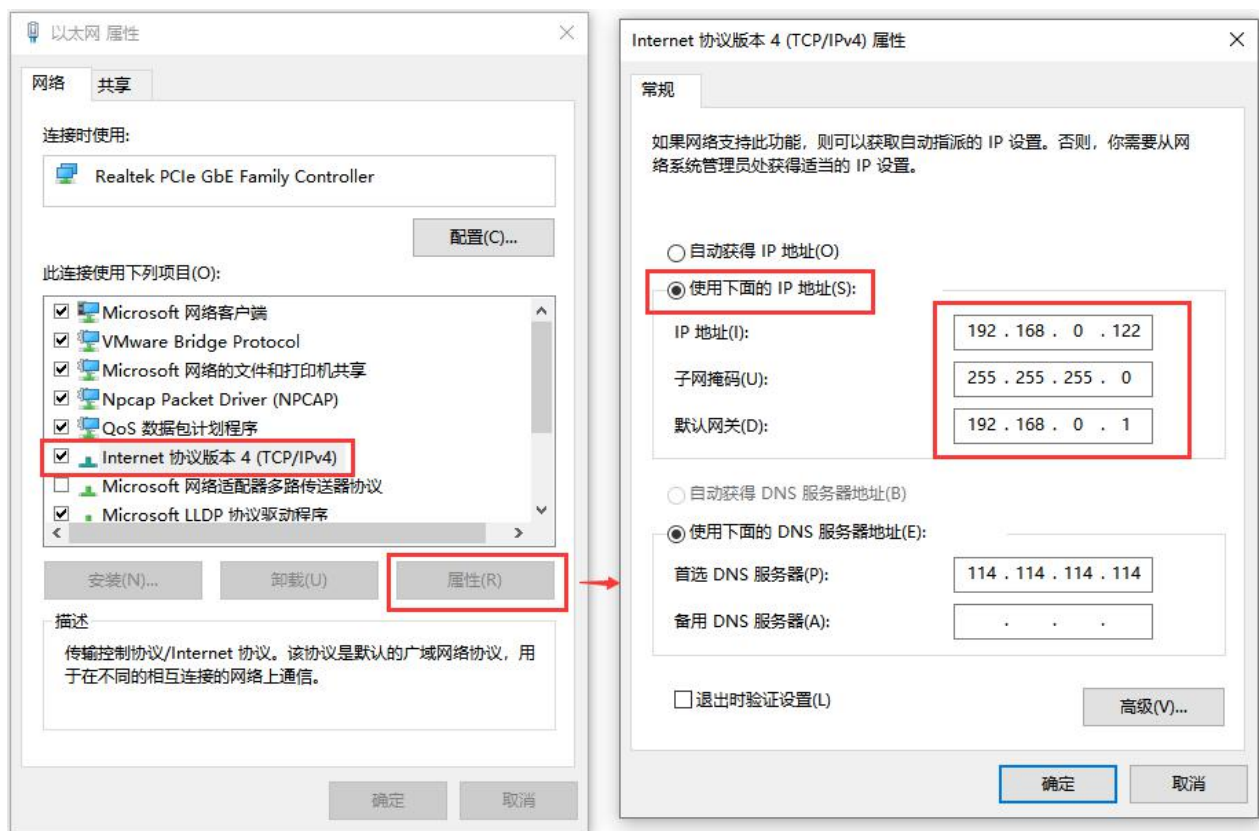 以太网 属性
网络
共享
连接时使用:
Realtek PCIe GbE Family Controller
配置(C)...
此连接使用下列项目(O):
Microsoft 网络客户端
VMware Bridge Protocol
Microsoft 网络的文件和打印机共享
Npcap Packet Driver (NPCAP)
QoS 数据包计划程序
Internet 协议版本 4 (TCP/IPv4)
Microsoft 网络适配器多路传送器协议
Microsoft LLDP 协议驱动程序
安装(N)...
卸载(U)
属性(R)
描述
传输控制协议/Internet 协议。该协议是默认的广域网络协议，用
于在不同的相互连接的网络上通信。
确定
取消
Internet 协议版本 4 (TCP/IPv4) 属性
常规
如果网络支持此功能，则可以获取自动指派的 IP 设置。否则，你需要从网
络系统管理员处获得适当的 IP 设置。
自动获得 IP 地址(O)
使用下面的 IP 地址(S):
IP 地址(I):
192 . 168 . 0 . 122
子网掩码(U):
255 . 255 . 255 . 0
默认网关(D):
192 . 168 . 0 . 1
自动获得 DNS 服务器地址(B)
使用下面的 DNS 服务器地址(E):
首选 DNS 服务器(P):
114 . 114 . 114 . 114
备用 DNS 服务器(A):
. . .
退出时验证设置(L)
高级(V)...
确定
取消